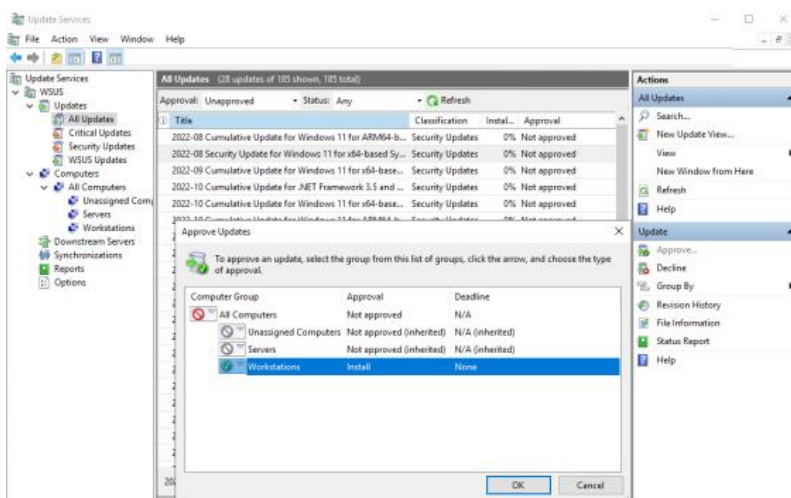 Update Services
File Action View Window Help
Update Services
WSUS
Updates
All Updates
Critical Updates
Security Updates
WSUS Updates
Computers
All Computers
Unassigned Comp
Servers
Workstations
Downstream Servers
Synchronizations
Reports
Options
All Updates (28 updates of 185 shown, 185 total)
Approval: Unapproved Status: Any Refresh
Title Classification Instal... Approval
2022-08 Cumulative Update for Windows 11 for ARM64-b... Security Updates 0% Not approved
2022-08 Security Update for Windows 11 for x64-based Sy... Security Updates 0% Not approved
2022-09 Cumulative Update for Windows 11 for x64-base... Security Updates 0% Not approved
2022-10 Cumulative Update for .NET Framework 3.5 and ... Security Updates 0% Not approved
2022-10 Cumulative Update for Windows 11 for x64-base... Security Updates 0% Not approved
Approve Updates
To approve an update, select the group from this list of groups, click the arrow, and choose the type
of approval.
Computer Group Approval Deadline
All Computers Not approved N/A
Unassigned Computers Not approved (inherited) N/A (inherited)
Servers Not approved (inherited) N/A (inherited)
Workstations Install None
OK Cancel
Actions
All Updates
Search...
New Update View...
View
New Window from Here
Refresh
Help
Update
Approve...
Decline
Group By
Revision History
File Information
Status Report
Help